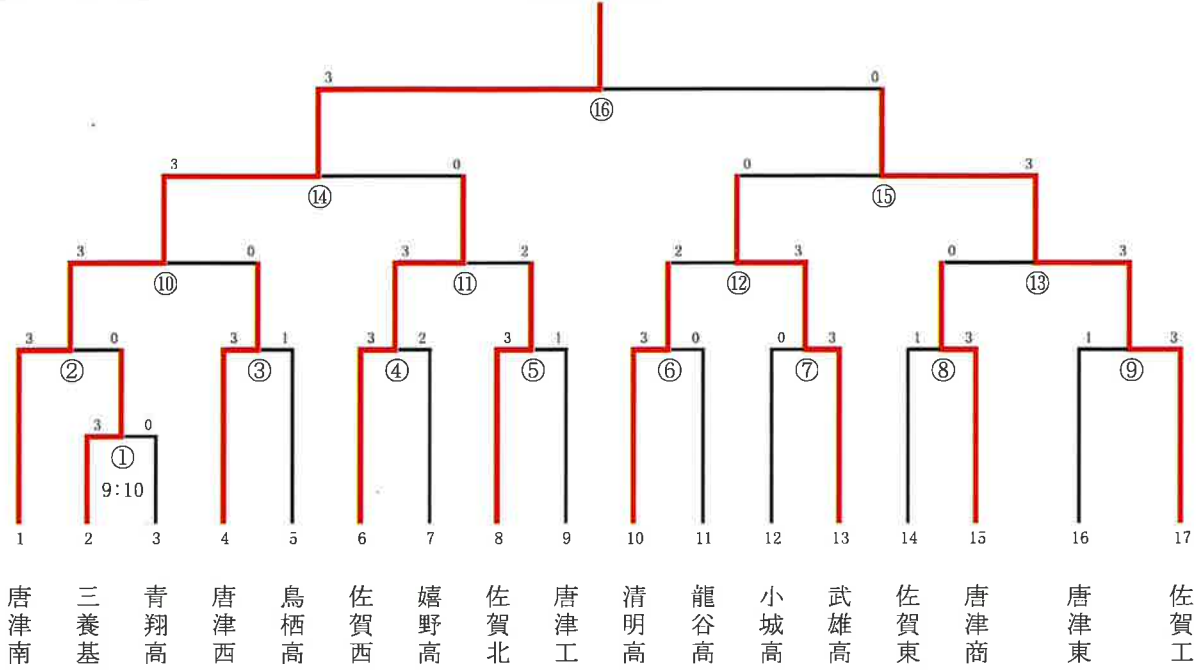 3 0
⑯
3 0 0 3
⑭ ⑮
3 0 3 2 2 3 0 3
⑩ ⑪ ⑫ ⑬
3 0 3 1 3 2 3 1 3 0 0 3 1 3 1 3
② ③ ④ ⑤ ⑥ ⑦ ⑧ ⑨
3 0
①
9:10
1 2 3 4 5 6 7 8 9 10 11 12 13 14 15 16 17
唐津南
三養基
青翔高
唐津西
鳥栖高
佐賀西
嬉野高
佐賀北
唐津工
清明高
龍谷高
小城高
武雄高
佐賀東
唐津商
唐津東
佐賀工